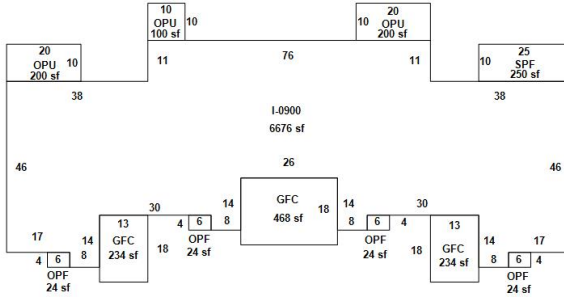 10
OPU 10
100 sf
20
OPU 10
200 sf
20
OPU 10
200 sf
25
10 SPF
250 sf
11
76
11
38
38
I-0900
6676 sf
46
46
26
GFC
18
468 sf
30
14
14
30
13
4 6
8
8
6 4
13
17
14
GFC
18
OPF
24 sf
OPF
24 sf
18
GFC
14
17
4 6
8
234 sf
234 sf
8
6 4
OPF
24 sf
OPF
24 sf